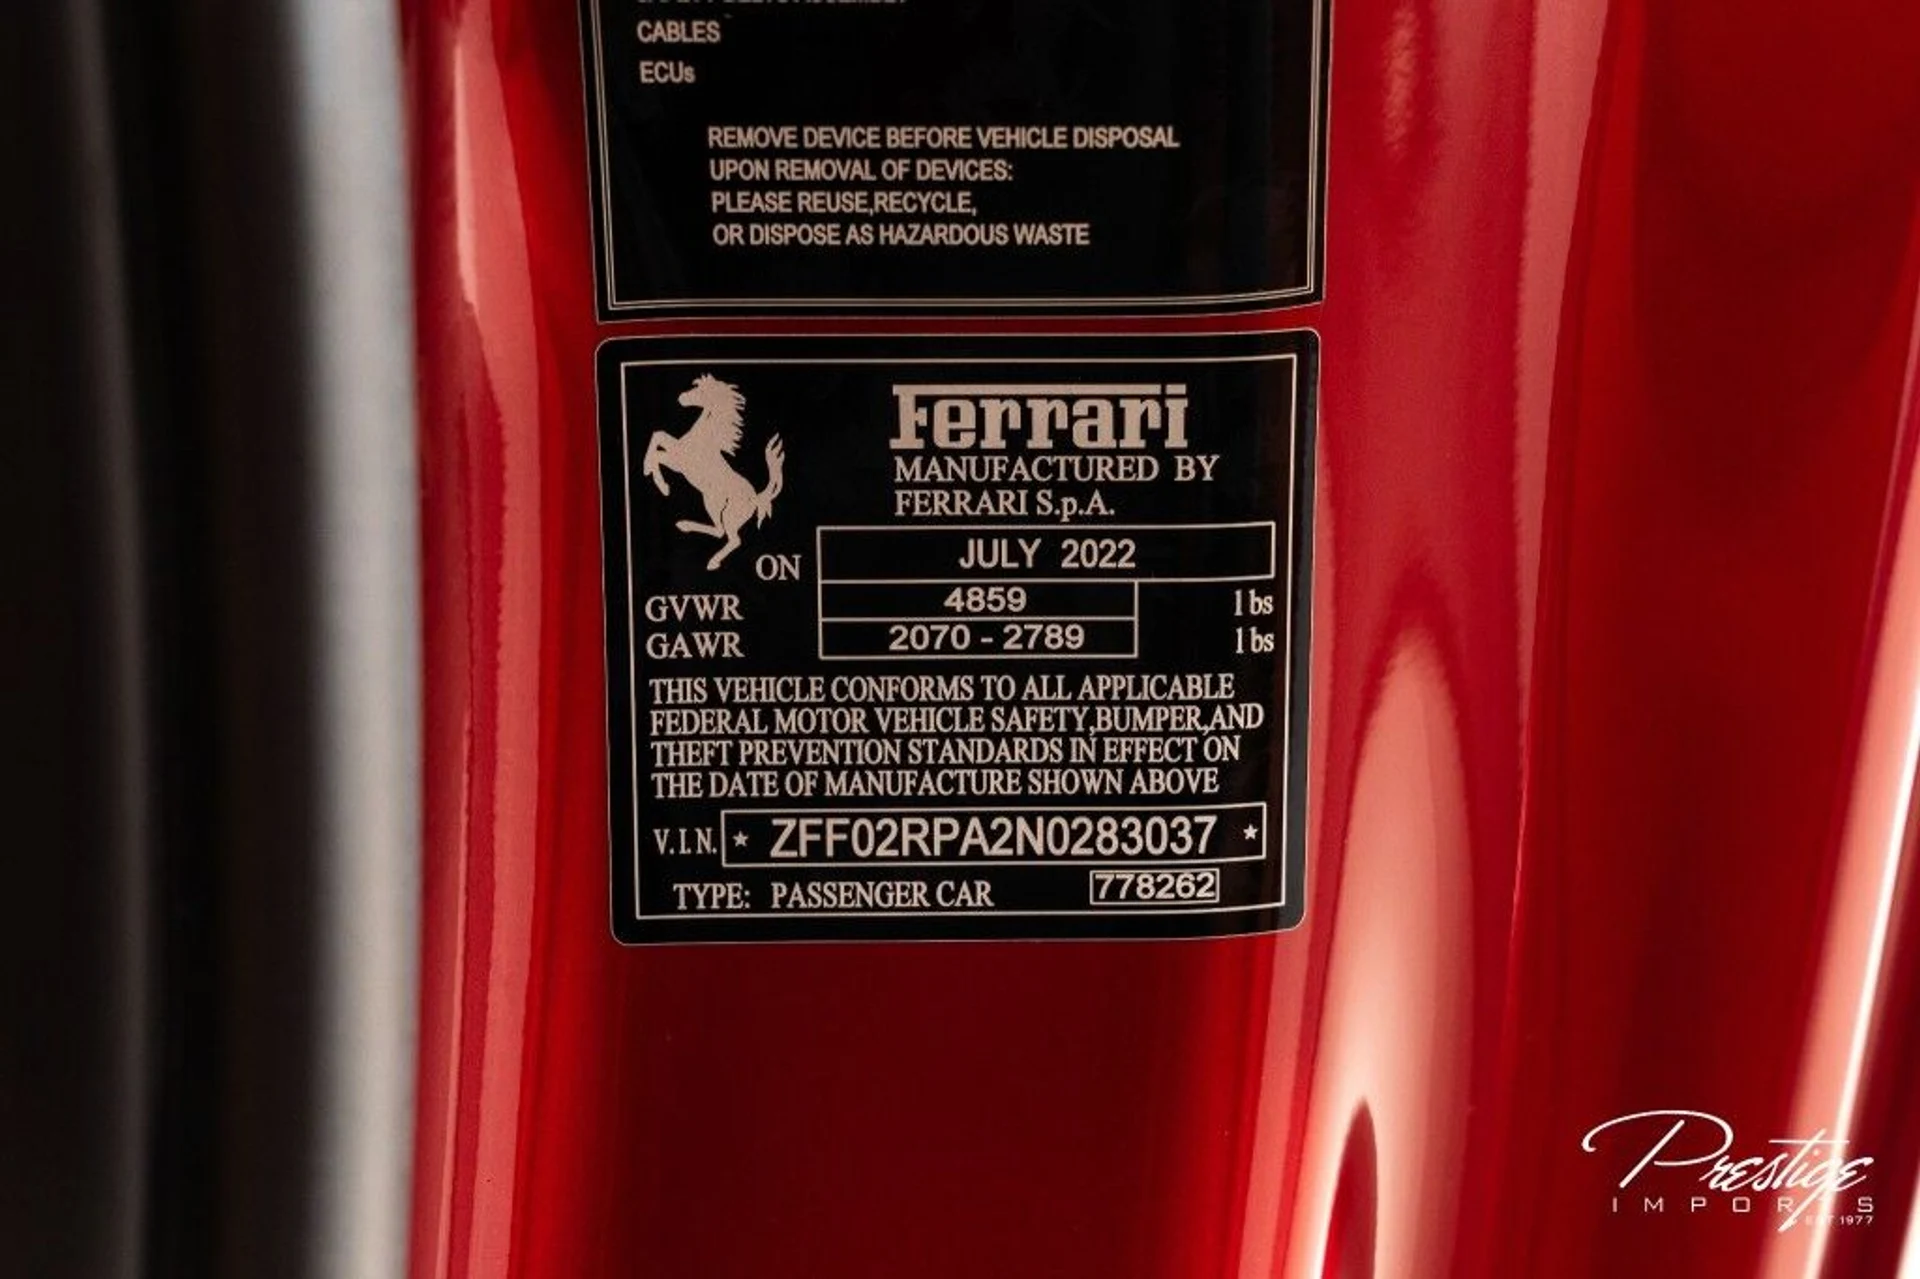 CABLES
ECUs
REMOVE DEVICE BEFORE VEHICLE DISPOSAL
UPON REMOVAL OF DEVICES:
PLEASE REUSE,RECYCLE,
OR DISPOSE AS HAZARDOUS WASTE
Ferrari
MANUFACTURED BY
FERRARI S.p.A.
ON JULY 2022
GVWR 4859 lbs
GAWR 2070 - 2789 lbs
THIS VEHICLE CONFORMS TO ALL APPLICABLE
FEDERAL MOTOR VEHICLE SAFETY,BUMPER,AND
THEFT PREVENTION STANDARDS IN EFFECT ON
THE DATE OF MANUFACTURE SHOWN ABOVE
V.I.N. * ZFF02RPA2N0283037 *
TYPE: PASSENGER CAR 778262
Prestige
IMPORTS
EST 1977